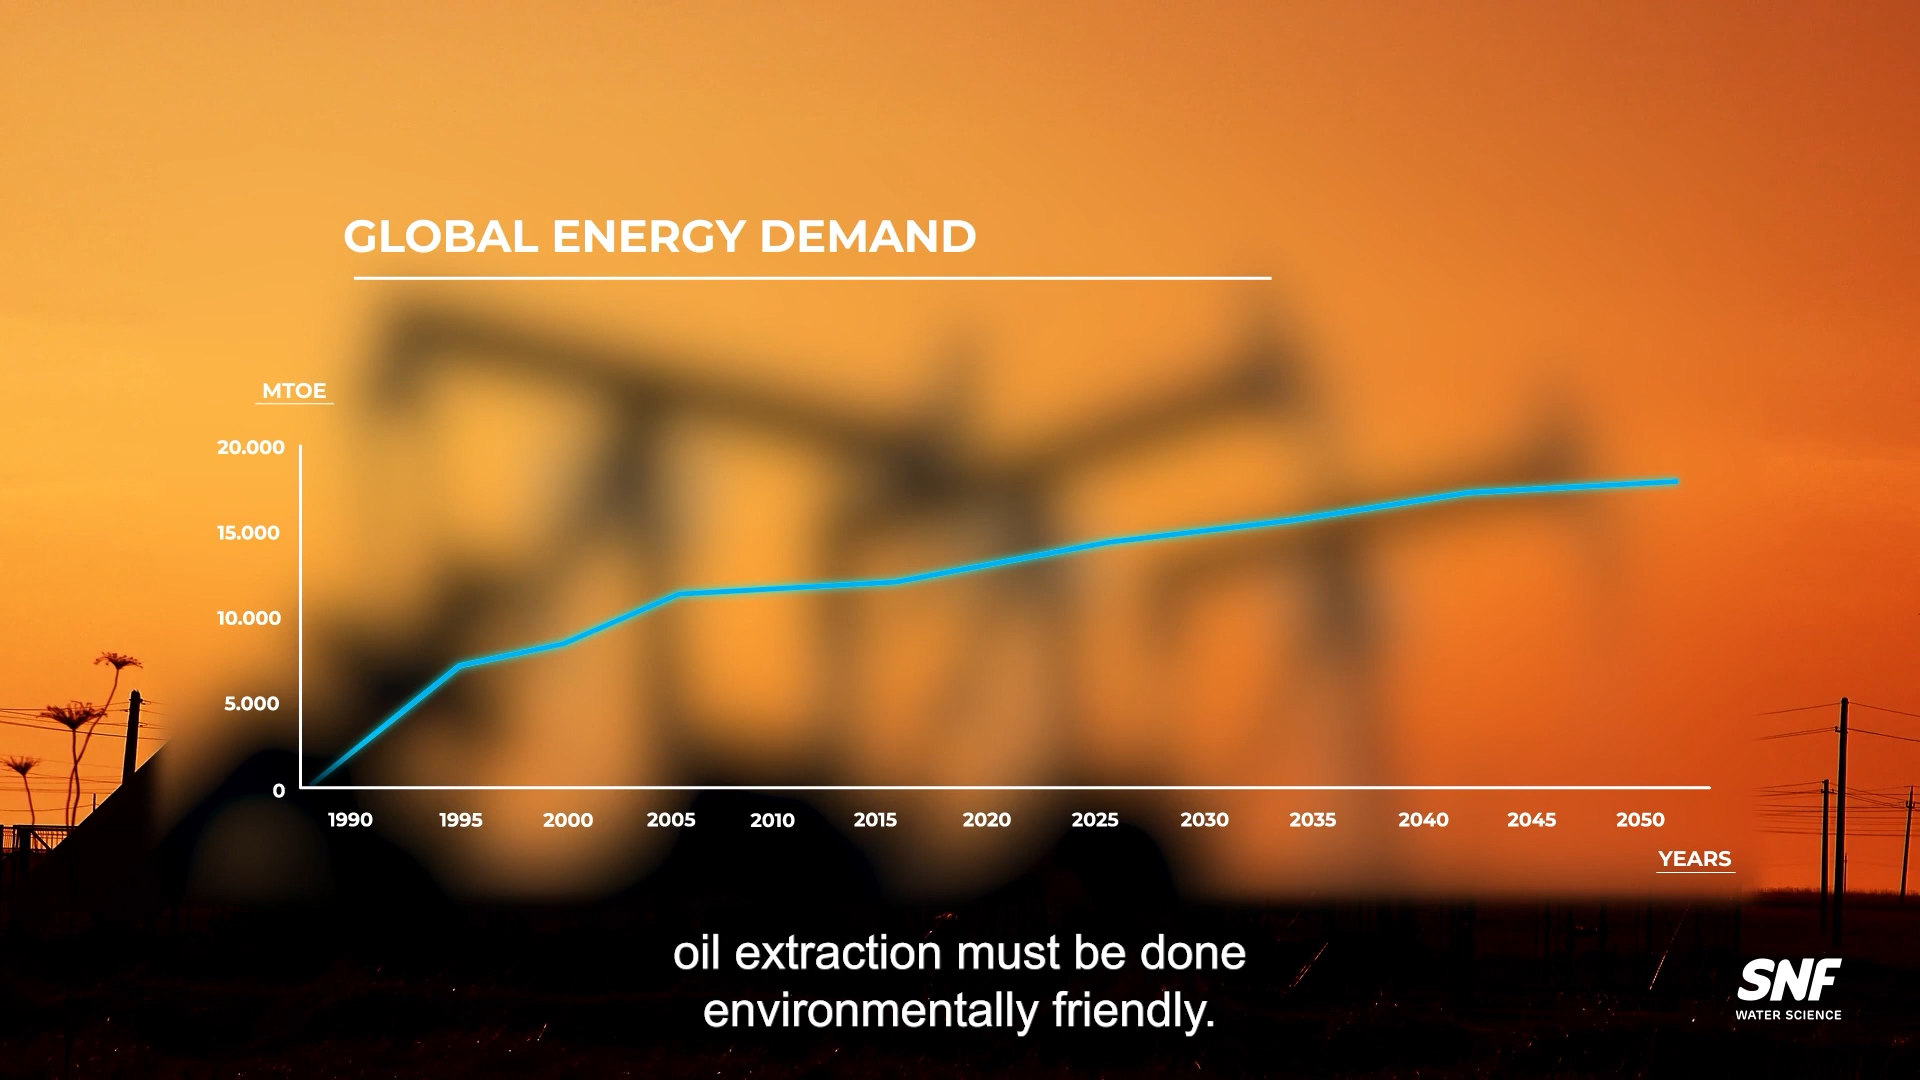 GLOBAL ENERGY DEMAND
MTOE
20.000
15.000
10.000
5.000
0
1990 1995 2000 2005 2010 2015 2020 2025 2030 2035 2040 2045 2050
YEARS
oil extraction must be done
environmentally friendly.
SNF
WATER SCIENCE